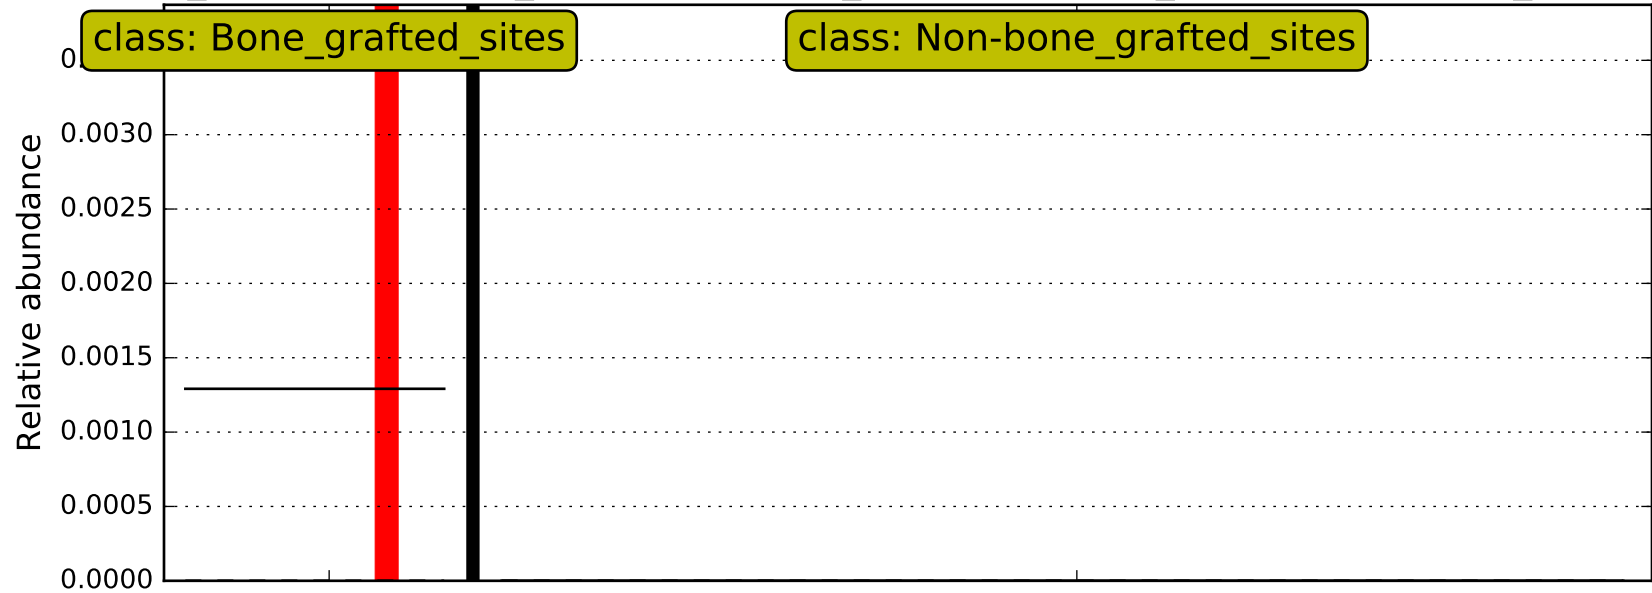 class: Bone_grafted_sites
class: Non-bone_grafted_sites
0.0030
0.0025
0.0020
0.0015
0.0010
0.0005
0.0000
Relative abundance